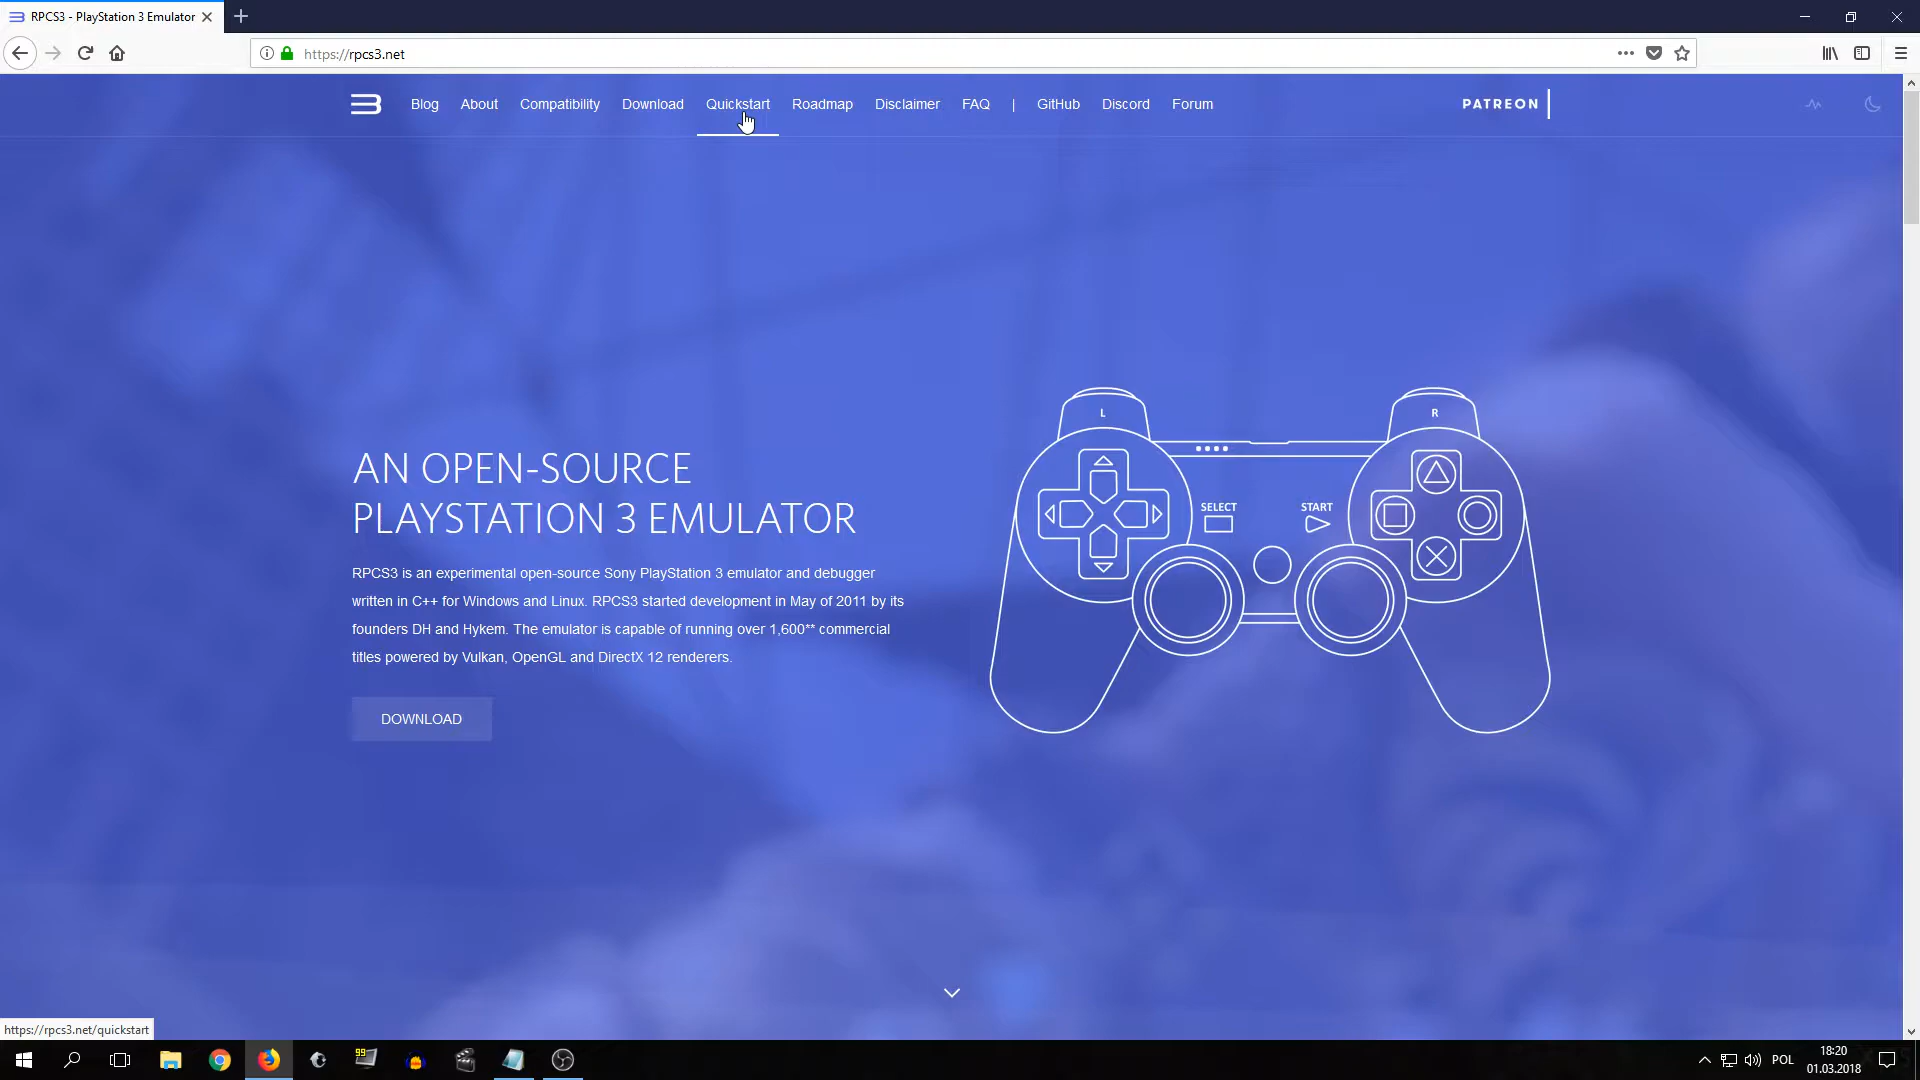 RPCS3 - PlayStation 3 Emulator
https://rpcs3.net
Blog About Compatibility Download Quickstart Roadmap Disclaimer FAQ | GitHub Discord Forum PATREON
L
R
SELECT START
AN OPEN-SOURCE
PLAYSTATION 3 EMULATOR
RPCS3 is an experimental open-source Sony PlayStation 3 emulator and debugger
written in C++ for Windows and Linux. RPCS3 started development in May of 2011 by its
founders DH and Hykem. The emulator is capable of running over 1,600** commercial
titles powered by Vulkan, OpenGL and DirectX 12 renderers.
DOWNLOAD
https://rpcs3.net/quickstart
99
POL
18:20
01.03.2018